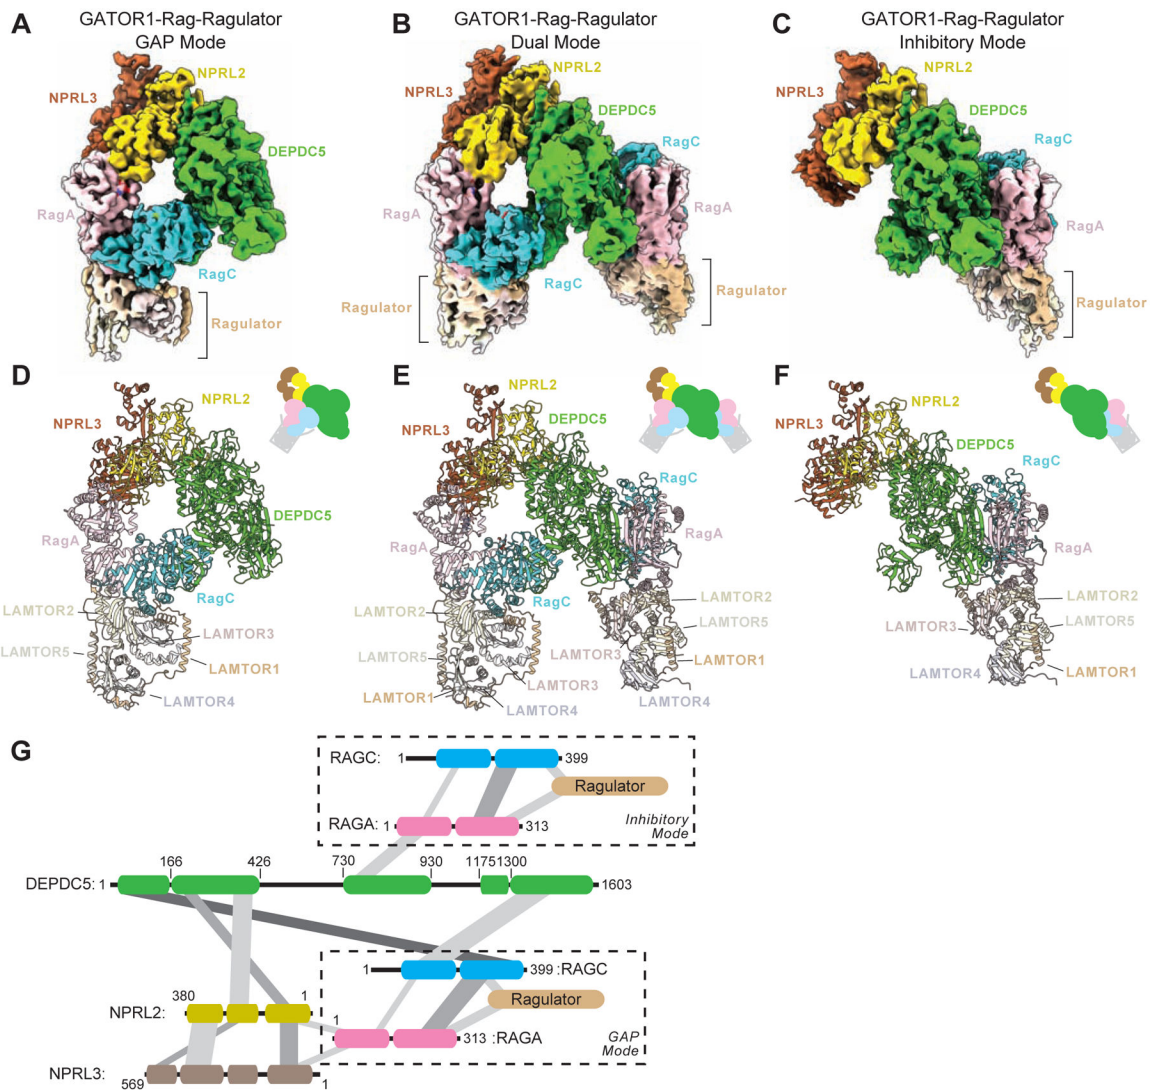 A
GATOR1-Rag-Ragulator
GAP Mode
NPRL2
NPRL3
DEPDC5
RagA
RagC
Ragulator
B
GATOR1-Rag-Ragulator
Dual Mode
NPRL2
NPRL3
DEPDC5
RagC
RagA
RagA
RagC
Ragulator
Ragulator
C
GATOR1-Rag-Ragulator
Inhibitory Mode
NPRL2
NPRL3
DEPDC5
RagC
RagA
Ragulator
D
NPRL2
NPRL3
DEPDC5
RagA
RagC
LAMTOR2
LAMTOR3
LAMTOR5
LAMTOR1
LAMTOR4
E
NPRL2
DEPDC5
NPRL3
RagC
RagA
RagA
RagC
LAMTOR2
LAMTOR2
LAMTOR5
LAMTOR3
LAMTOR5
LAMTOR1
LAMTOR3
LAMTOR1
LAMTOR4
LAMTOR4
F
NPRL2
NPRL3
DEPDC5
RagC
RagA
LAMTOR2
LAMTOR3
LAMTOR5
LAMTOR4
LAMTOR1
G
RAGC: 1 399
Ragulator
RAGA: 1 313
Inhibitory
Mode
166 426 730 930 1175 1300
DEPDC5: 1 1603
1 399 :RAGC
380 1
Ragulator
NPRL2:
1
313 :RAGA
GAP
Mode
NPRL3:
569 1